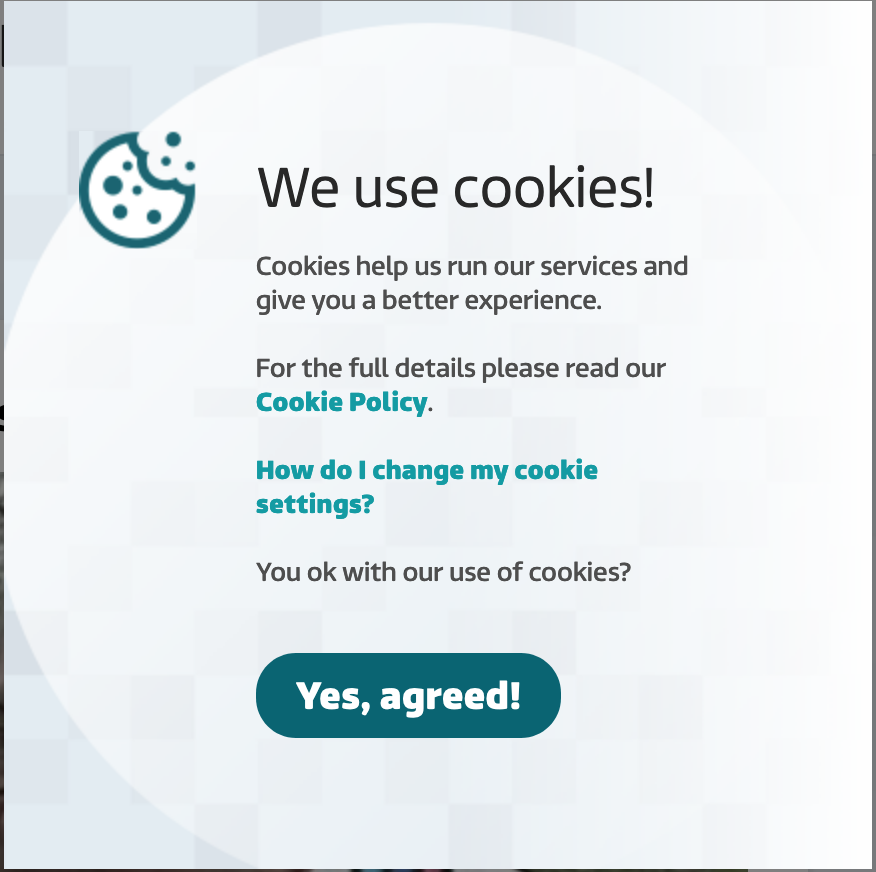 We use cookies!
Cookies help us run our services and
give you a better experience.
For the full details please read our
Cookie Policy.
How do I change my cookie
settings?
You ok with our use of cookies?
Yes, agreed!